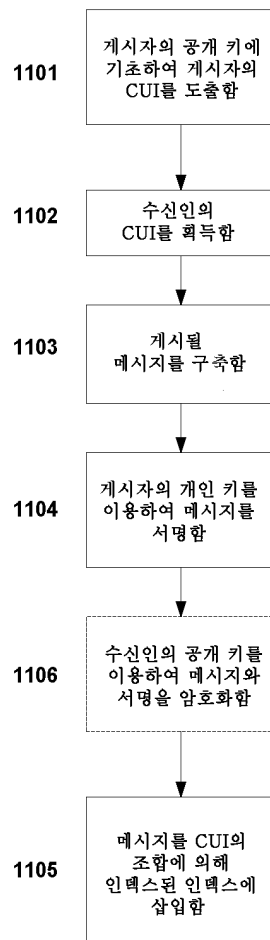 1101
게시자의 공개 키에
기초하여 게시자의
CUI를 도출함
1102
수신인의
CUI를 획득함
1103
게시될
메시지를 구축함
1104
게시자의 개인 키를
이용하여 메시지를
서명함
1106
수신인의 공개 키를
이용하여 메시지와
서명을 암호화함
1105
메시지를 CUI의
조합에 의해
인덱스된 인덱스에
삽입함